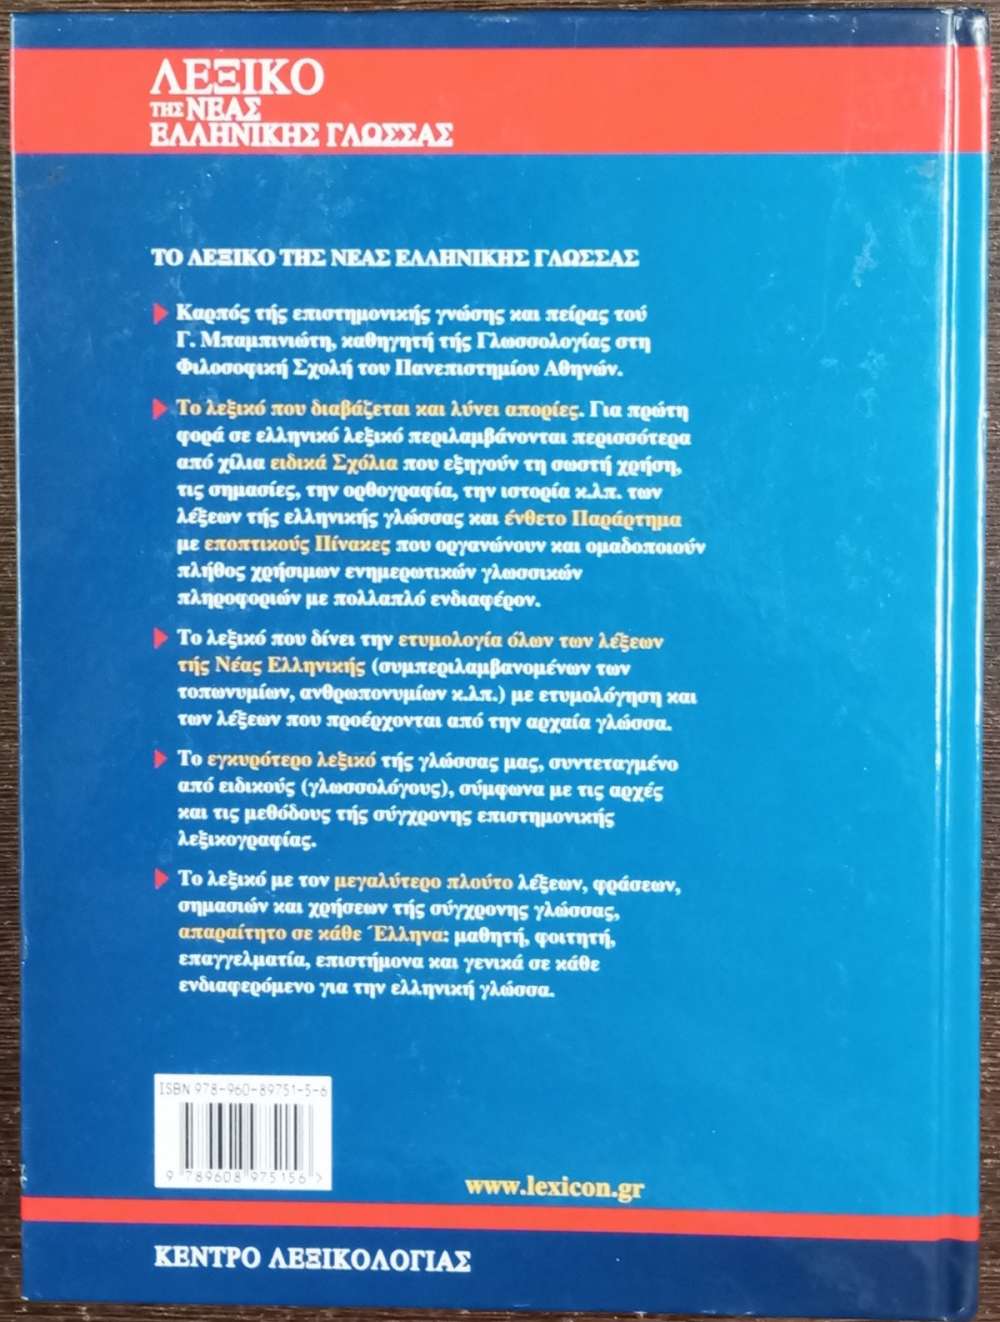 ΛΕΞΙΚΟ
ΤΗΣ ΝΕΑΣ
ΕΛΛΗΝΙΚΗΣ ΓΛΩΣΣΑΣ
ΤΟ ΛΕΞΙΚΟ ΤΗΣ ΝΕΑΣ ΕΛΛΗΝΙΚΗΣ ΓΛΩΣΣΑΣ
Καρπός τής επιστημονικής γνώσης και πείρας τού
Γ. Μπαμπινιώτη, καθηγητή τής Γλωσσολογίας στη
Φιλοσοφική Σχολή του Πανεπιστημίου Αθηνών.
Το λεξικό που διαβάζεται και λύνει απορίες. Για πρώτη
φορά σε ελληνικό λεξικό περιλαμβάνονται περισσότερα
από χίλια ειδικά Σχόλια που εξηγούν τη σωστή χρήση,
τις σημασίες, την ορθογραφία, την ιστορία κ.λπ. των
λέξεων τής ελληνικής γλώσσας και ένθετο Παράρτημα
με εποπτικούς Πίνακες που οργανώνουν και ομαδοποιούν
πλήθος χρήσιμων ενημερωτικών γλωσσικών
πληροφοριών με πολλαπλό ενδιαφέρον.
Το λεξικό που δίνει την ετυμολογία όλων των λέξεων
τής Νέας Ελληνικής (συμπεριλαμβανομένων των
τοπωνυμίων, ανθρωπονυμίων κ.λπ.) με ετυμολόγηση και
των λέξεων που προέρχονται από την αρχαία γλώσσα.
Το εγκυρότερο λεξικό τής γλώσσας μας, συντεταγμένο
από ειδικούς (γλωσσολόγους), σύμφωνα με τις αρχές
και τις μεθόδους τής σύγχρονης επιστημονικής
λεξικογραφίας.
Το λεξικό με τον μεγαλύτερο πλούτο λέξεων, φράσεων,
σημασιών και χρήσεων τής σύγχρονης γλώσσας,
απαραίτητο σε κάθε Έλληνα: μαθητή, φοιτητή,
επαγγελματία, επιστήμονα και γενικά σε κάθε
ενδιαφερόμενο για την ελληνική γλώσσα.
ISBN 978-960-89751-5-6
9 789608 975156 >
www.lexicon.gr
ΚΕΝΤΡΟ ΛΕΞΙΚΟΛΟΓΙΑΣ